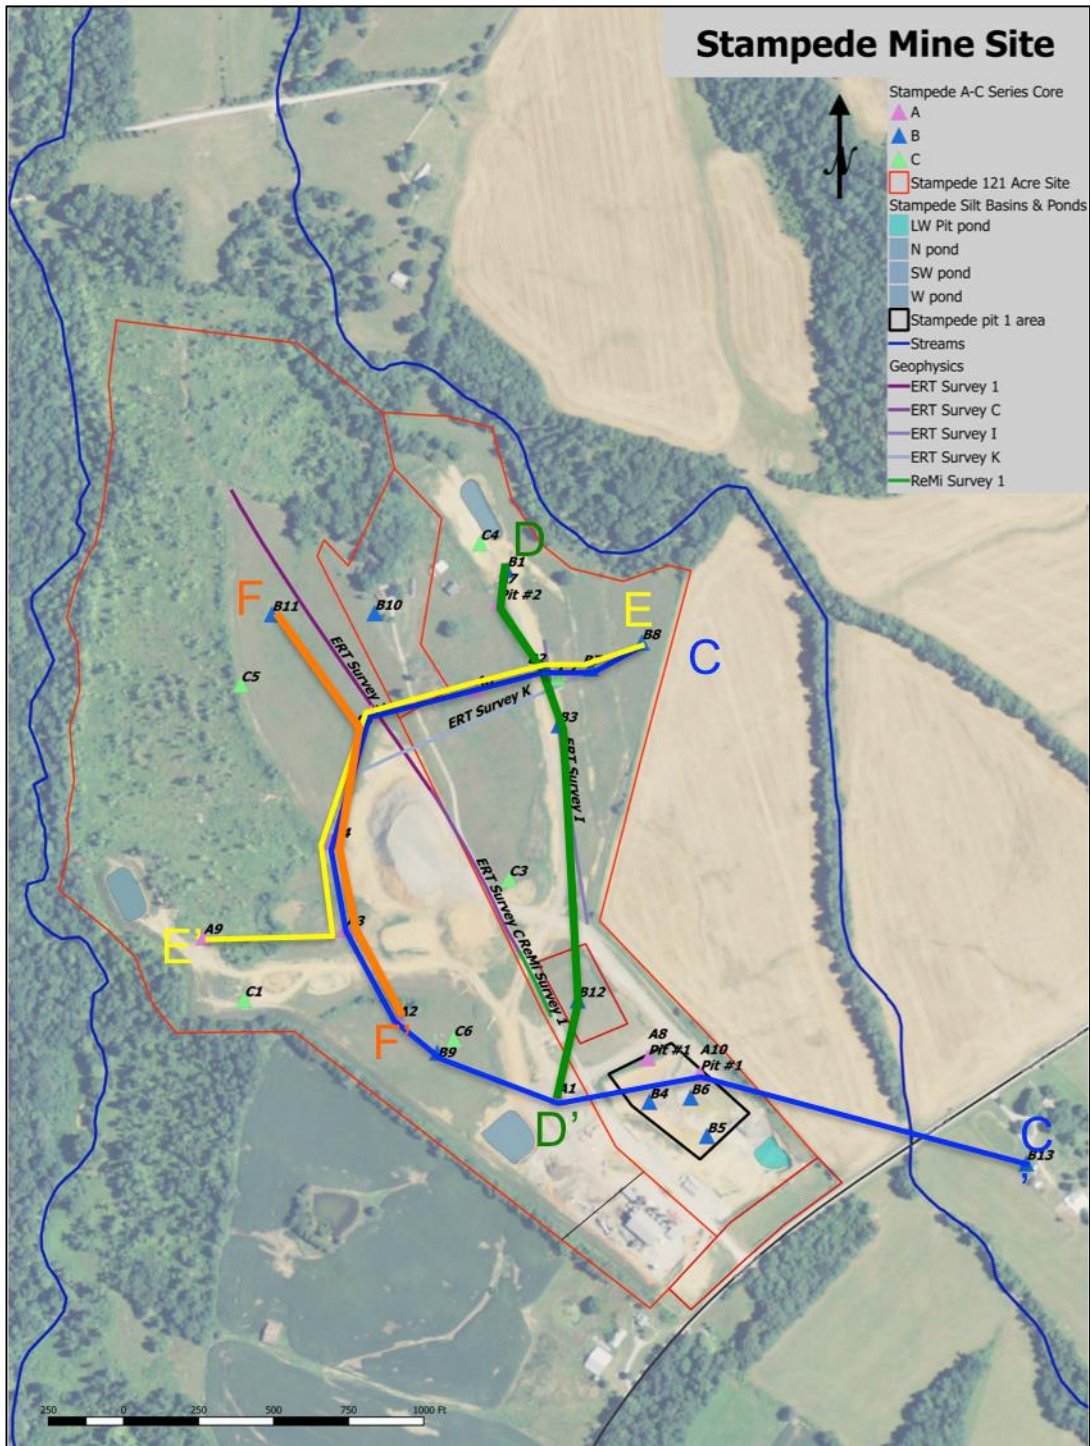 Stampede Mine Site
Stampede A-C Series Core
A
B
C
Stampede 121 Acre Site
Stampede Silt Basins & Ponds
LW Pit pond
N pond
SW pond
W pond
Stampede pit 1 area
Streams
Geophysics
ERT Survey 1
ERT Survey C
ERT Survey I
ERT Survey K
ReMi Survey 1
N
C4
D
B1
Pit #2
F
B11
B10
E
B8
C
C5
ERT Survey
ERT Survey K
B3
ERT Survey I
C3
ERT Survey C
ReMi Survey 1
E'
A9
C1
A2
F'
C6
B9
B12
A1
D'
A8
Pit #1
A10
Pit #1
B4
B6
B5
C
'
B13
250 0 250 500 750 1000 Ft